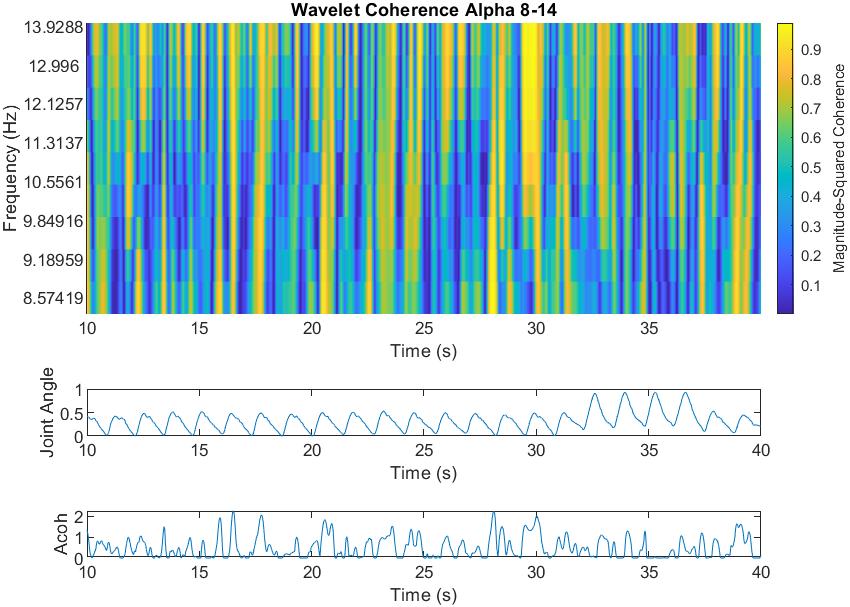 Wavelet Coherence Alpha 8-14
13.9288
12.996
12.1257
11.3137
10.5561
9.84916
9.18959
8.57419
Frequency (Hz)
10 15 20 25 30 35
Time (s)
0.9
0.8
0.7
0.6
0.5
0.4
0.3
0.2
0.1
Magnitude-Squared Coherence
Joint Angle
1
0.5
0
10 15 20 25 30 35 40
Time (s)
Acoh
2
1
0
10 15 20 25 30 35 40
Time (s)